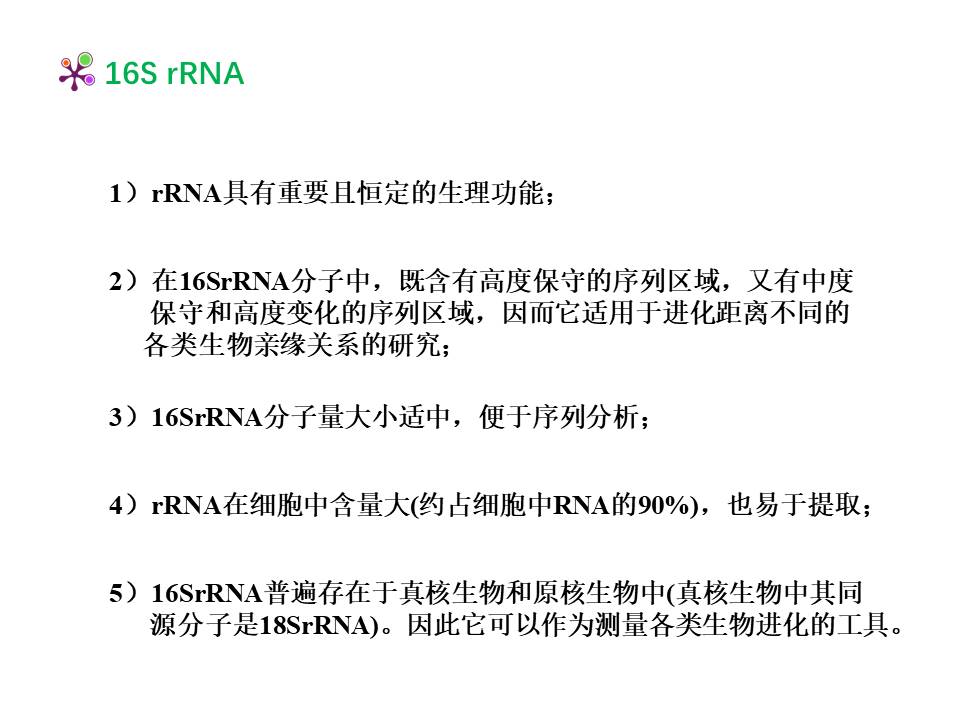 16S rRNA
1）rRNA具有重要且恒定的生理功能；
2）在16SrRNA分子中，既含有高度保守的序列区域，又有中度
保守和高度变化的序列区域，因而它适用于进化距离不同的
各类生物亲缘关系的研究；
3）16SrRNA分子量大小适中，便于序列分析；
4）rRNA在细胞中含量大(约占细胞中RNA的90%)，也易于提取；
5）16SrRNA普遍存在于真核生物和原核生物中(真核生物中其同
源分子是18SrRNA)。因此它可以作为测量各类生物进化的工具。